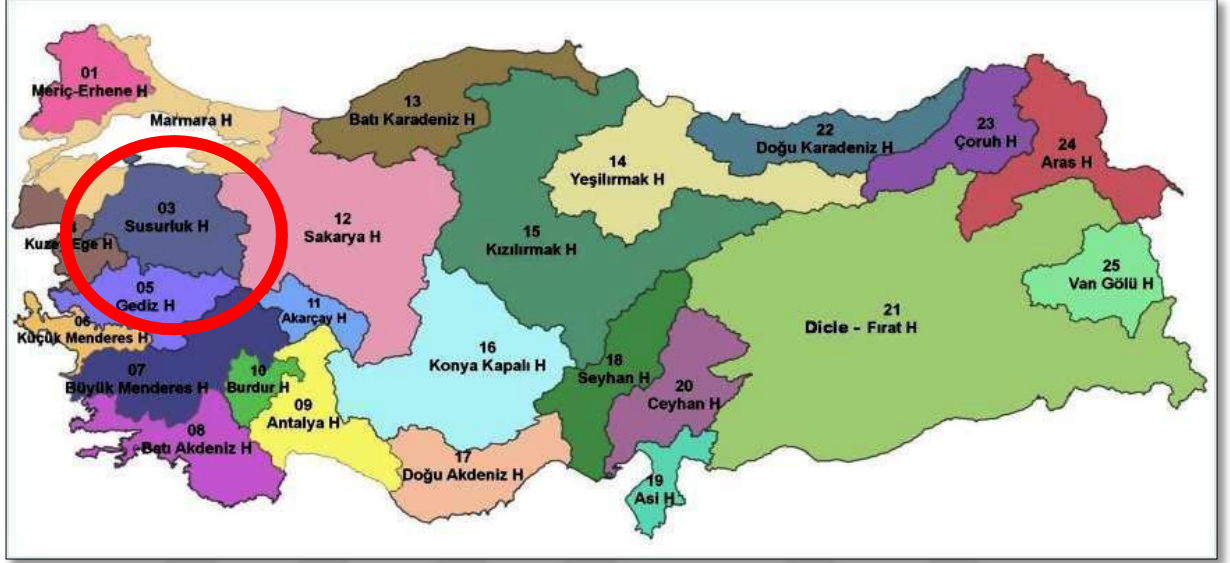 01
Meriç-Erhene H
Marmara H
03
Susurluk H
4
Kuzey Ege H
05
Gediz H
06
Küçük Menderes H
07
Büyük Menderes H
08
Batı Akdeniz H
09
Antalya H
10
Burdur H
11
Akarçay H
12
Sakarya H
13
Batı Karadeniz H
14
Yeşilırmak H
15
Kızılırmak H
16
Konya Kapalı H
17
Doğu Akdeniz H
18
Seyhan H
19
Asi H
20
Ceyhan H
21
Dicle - Fırat H
22
Doğu Karadeniz H
23
Çoruh H
24
Aras H
25
Van Gölü H